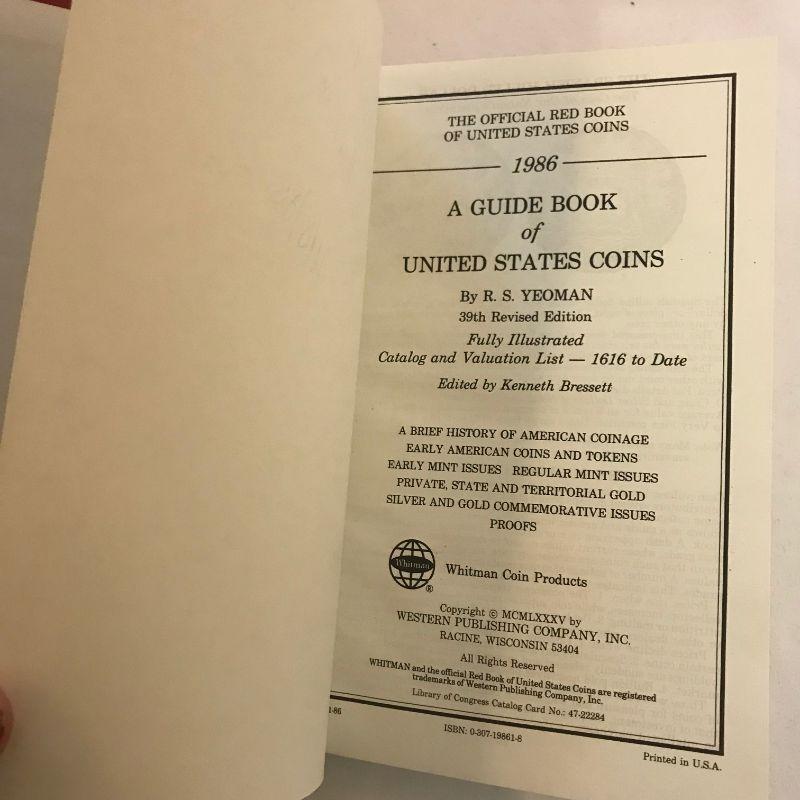 THE OFFICIAL RED BOOK
OF UNITED STATES COINS
1986
A GUIDE BOOK
of
UNITED STATES COINS
By R. S. YEOMAN
39th Revised Edition
Fully Illustrated
Catalog and Valuation List — 1616 to Date
Edited by Kenneth Bressett
A BRIEF HISTORY OF AMERICAN COINAGE
EARLY AMERICAN COINS AND TOKENS
EARLY MINT ISSUES REGULAR MINT ISSUES
PRIVATE, STATE AND TERRITORIAL GOLD
SILVER AND GOLD COMMEMORATIVE ISSUES
PROOFS
Whitman ® Whitman Coin Products
Copyright © MCMLXXXV by
WESTERN PUBLISHING COMPANY, INC.
RACINE, WISCONSIN 53404
All Rights Reserved
WHITMAN and the official Red Book of United States Coins are registered
trademarks of Western Publishing Company, Inc.
Library of Congress Catalog Card No.: 47-22284
1-86
ISBN: 0-307-19861-8
Printed in U.S.A.